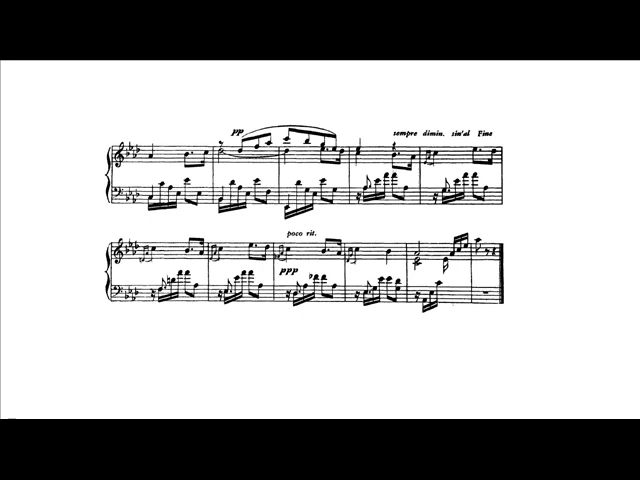 pp
sempre dimin. sin'al Fine
poco rit.
ppp